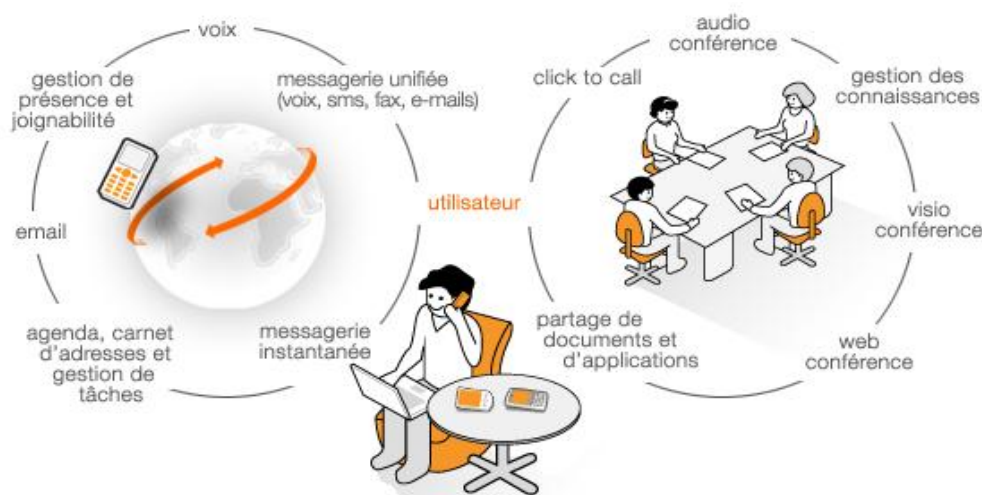 voix
gestion de
présence et
joignabilité
messagerie unifiée
(voix, sms, fax, e-mails)
email
agenda, carnet
d'adresses et
gestion de
tâches
messagerie
instantanée
utilisateur
audio
conférence
click to call
gestion des
connaissances
visio
conférence
partage de
documents et
d'applications
web
conférence